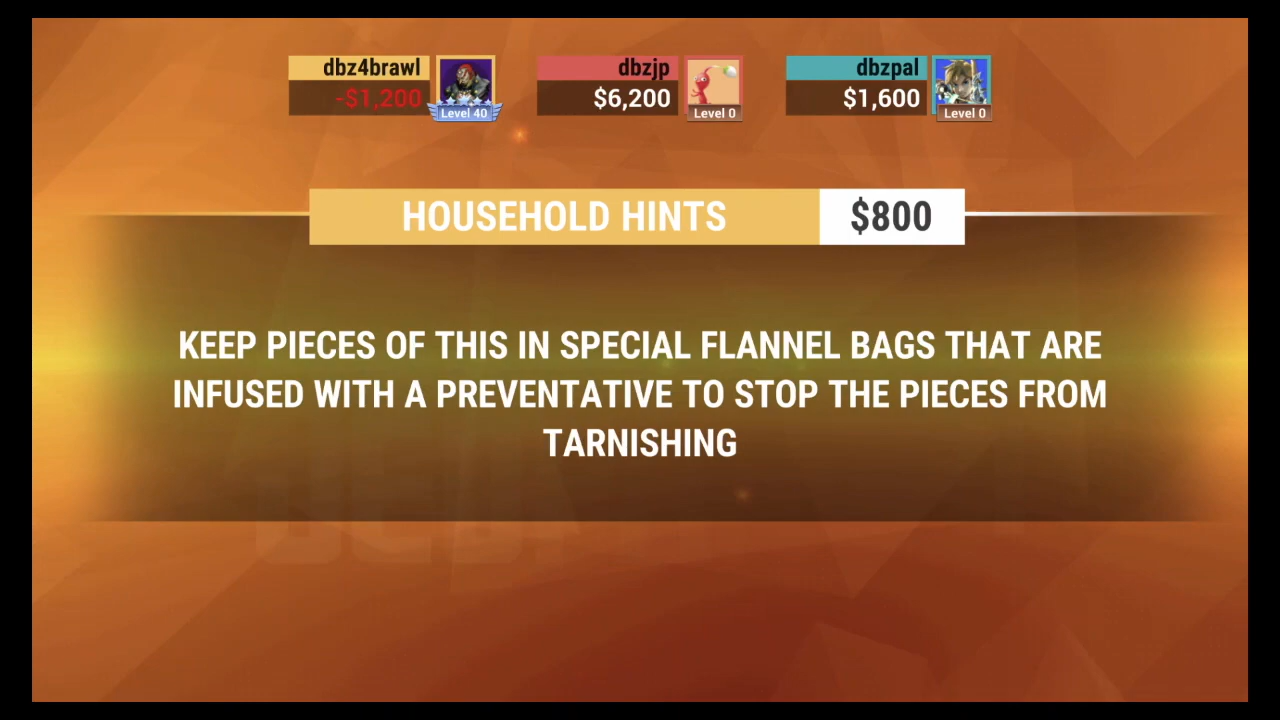 dbz4brawl
-$1,200
Level 40
dbzjp
$6,200
Level 0
dbzpal
$1,600
Level 0
HOUSEHOLD HINTS $800
KEEP PIECES OF THIS IN SPECIAL FLANNEL BAGS THAT ARE
INFUSED WITH A PREVENTATIVE TO STOP THE PIECES FROM
TARNISHING